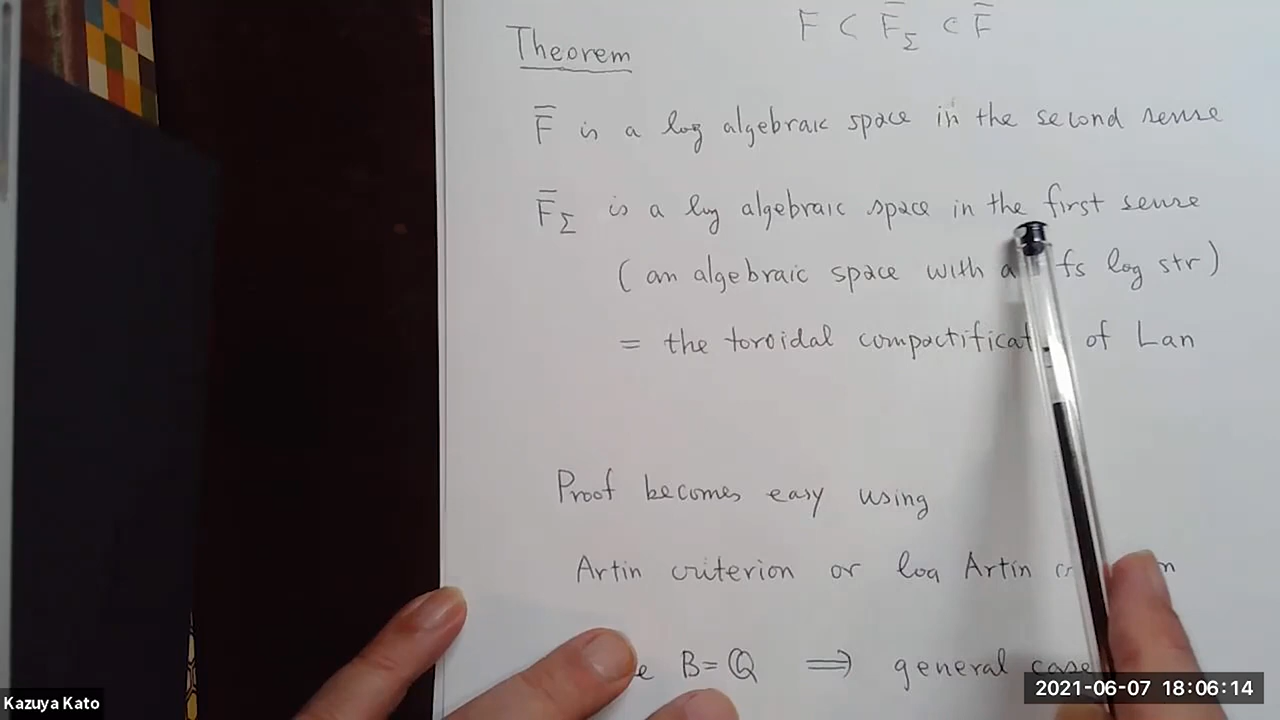 F ⊂ F̄_Σ ⊂ F̄
Theorem
F̄ is a log algebraic space in the second sense
F̄_Σ is a log algebraic space in the first sense
(an algebraic space with a fs log str)
= the toroidal compactificat of Lan
Proof becomes easy using
Artin criterion or log Artin
B=ℚ ⟹ general case
Kazuya Kato
2021-06-07 18:06:14